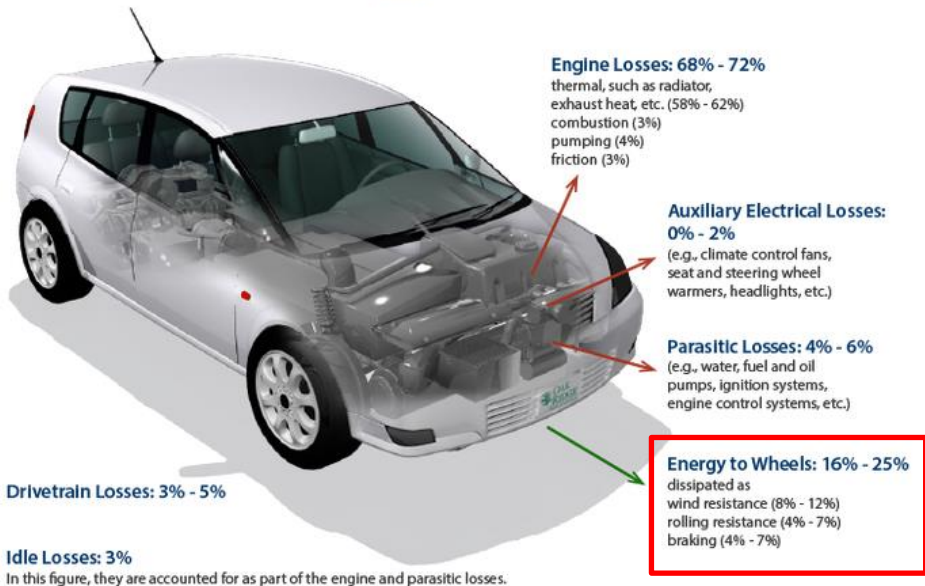 Engine Losses: 68% - 72%
thermal, such as radiator,
exhaust heat, etc. (58% - 62%)
combustion (3%)
pumping (4%)
friction (3%)
Auxiliary Electrical Losses:
0% - 2%
(e.g., climate control fans,
seat and steering wheel
warmers, headlights, etc.)
Parasitic Losses: 4% - 6%
(e.g., water, fuel and oil
pumps, ignition systems,
engine control systems, etc.)
Energy to Wheels: 16% - 25%
dissipated as
wind resistance (8% - 12%)
rolling resistance (4% - 7%)
braking (4% - 7%)
Drivetrain Losses: 3% - 5%
Idle Losses: 3%
In this figure, they are accounted for as part of the engine and parasitic losses.